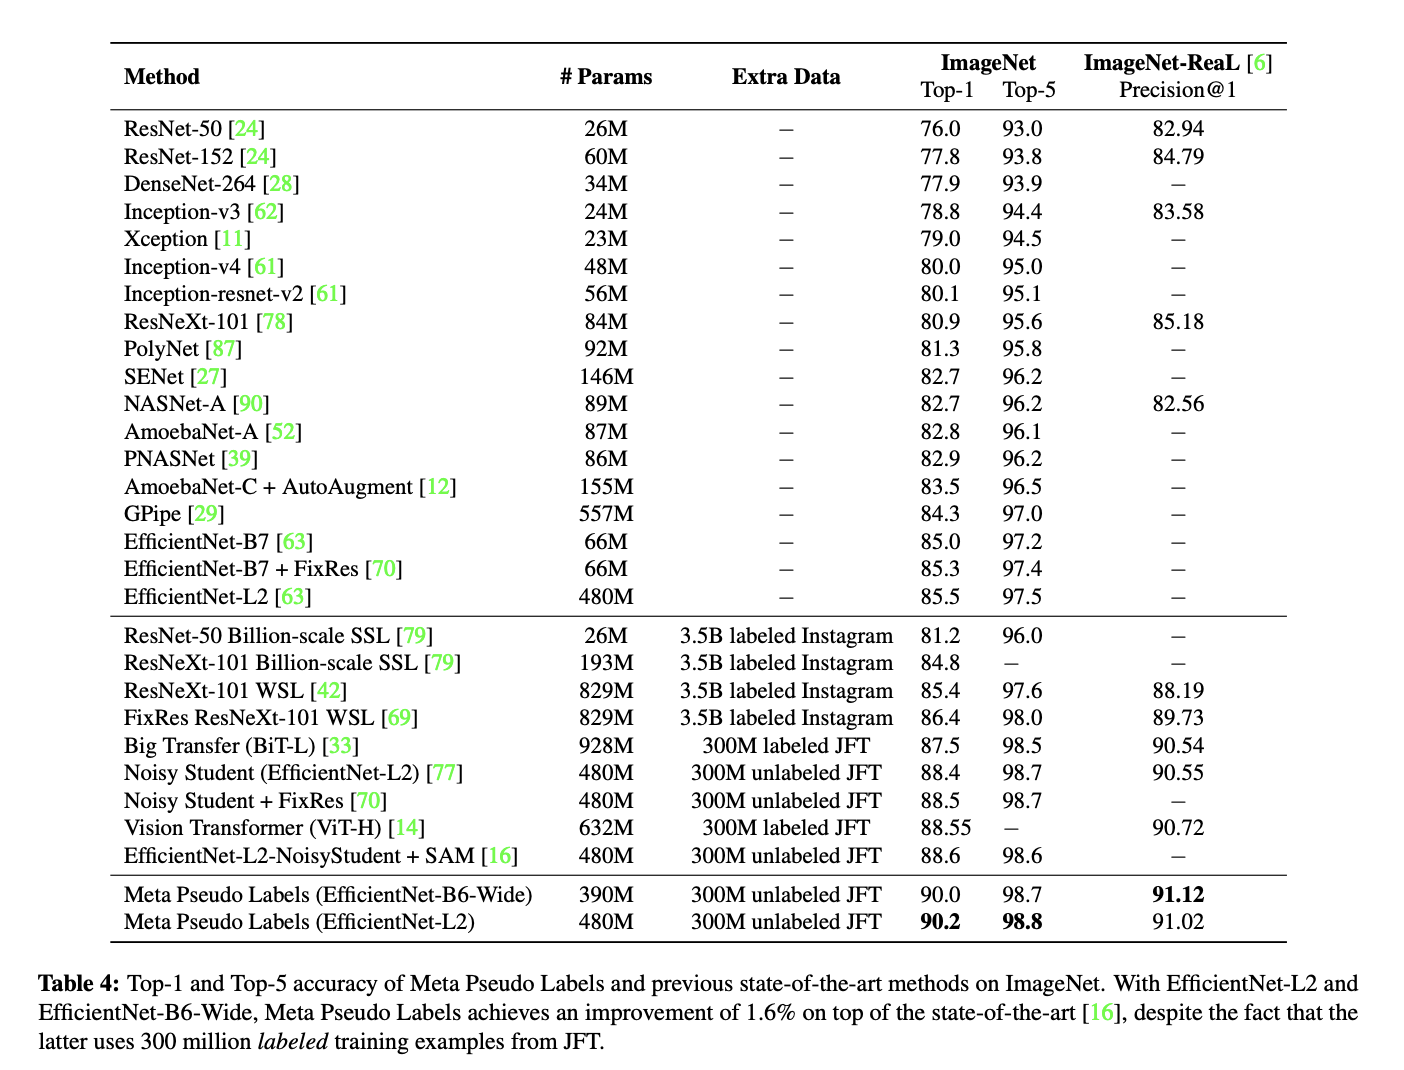 Method # Params Extra Data ImageNet ImageNet-ReaL [6]
Top-1 Top-5 Precision@1
ResNet-50 [24] 26M – 76.0 93.0 82.94
ResNet-152 [24] 60M – 77.8 93.8 84.79
DenseNet-264 [28] 34M – 77.9 93.9 –
Inception-v3 [62] 24M – 78.8 94.4 83.58
Xception [11] 23M – 79.0 94.5 –
Inception-v4 [61] 48M – 80.0 95.0 –
Inception-resnet-v2 [61] 56M – 80.1 95.1 –
ResNeXt-101 [78] 84M – 80.9 95.6 85.18
PolyNet [87] 92M – 81.3 95.8 –
SENet [27] 146M – 82.7 96.2 –
NASNet-A [90] 89M – 82.7 96.2 82.56
AmoebaNet-A [52] 87M – 82.8 96.1 –
PNASNet [39] 86M – 82.9 96.2 –
AmoebaNet-C + AutoAugment [12] 155M – 83.5 96.5 –
GPipe [29] 557M – 84.3 97.0 –
EfficientNet-B7 [63] 66M – 85.0 97.2 –
EfficientNet-B7 + FixRes [70] 66M – 85.3 97.4 –
EfficientNet-L2 [63] 480M – 85.5 97.5 –
ResNet-50 Billion-scale SSL [79] 26M 3.5B labeled Instagram 81.2 96.0 –
ResNeXt-101 Billion-scale SSL [79] 193M 3.5B labeled Instagram 84.8 – –
ResNeXt-101 WSL [42] 829M 3.5B labeled Instagram 85.4 97.6 88.19
FixRes ResNeXt-101 WSL [69] 829M 3.5B labeled Instagram 86.4 98.0 89.73
Big Transfer (BiT-L) [33] 928M 300M labeled JFT 87.5 98.5 90.54
Noisy Student (EfficientNet-L2) [77] 480M 300M unlabeled JFT 88.4 98.7 90.55
Noisy Student + FixRes [70] 480M 300M unlabeled JFT 88.5 98.7 –
Vision Transformer (ViT-H) [14] 632M 300M labeled JFT 88.55 – 90.72
EfficientNet-L2-NoisyStudent + SAM [16] 480M 300M unlabeled JFT 88.6 98.6 –
Meta Pseudo Labels (EfficientNet-B6-Wide) 390M 300M unlabeled JFT 90.0 98.7 91.12
Meta Pseudo Labels (EfficientNet-L2) 480M 300M unlabeled JFT 90.2 98.8 91.02
Table 4: Top-1 and Top-5 accuracy of Meta Pseudo Labels and previous state-of-the-art methods on ImageNet. With EfficientNet-L2 and
EfficientNet-B6-Wide, Meta Pseudo Labels achieves an improvement of 1.6% on top of the state-of-the-art [16], despite the fact that the
latter uses 300 million labeled training examples from JFT.